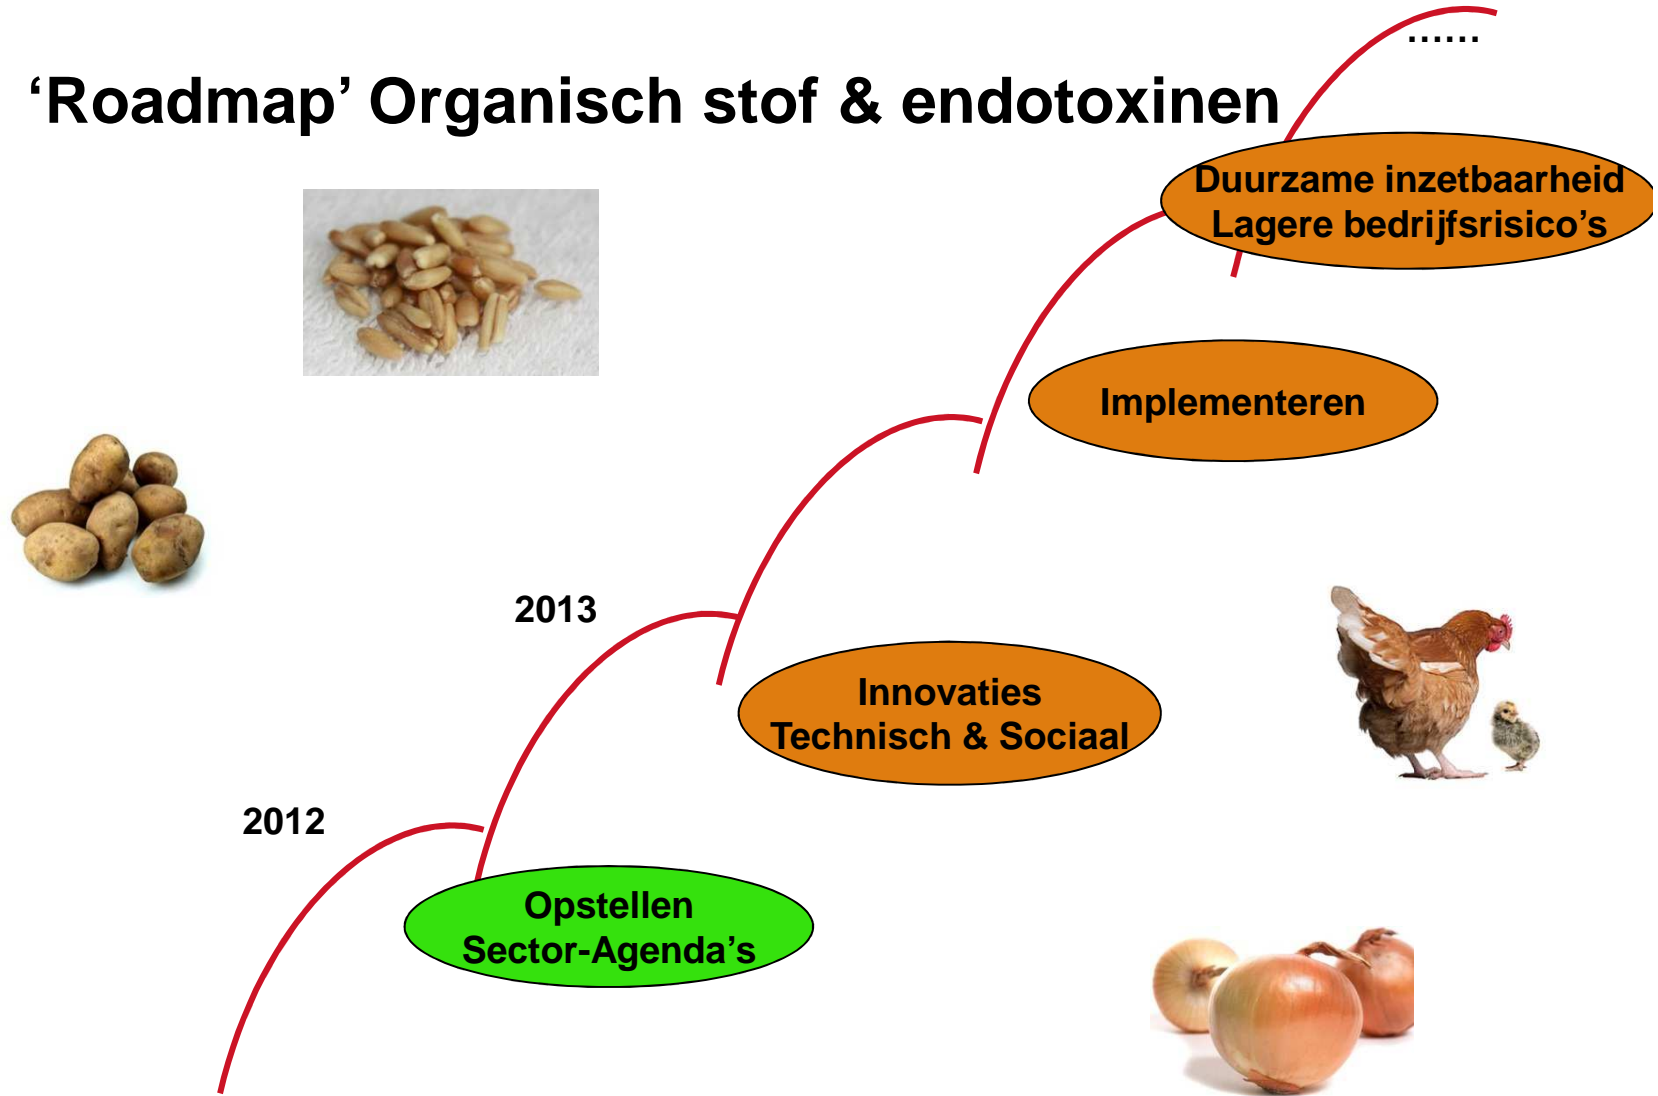 ......
‘Roadmap’ Organisch stof & endotoxinen
Duurzame inzetbaarheid
Lagere bedrijfsrisico’s
Implementeren
2013
Innovaties
Technisch & Sociaal
2012
Opstellen
Sector-Agenda’s